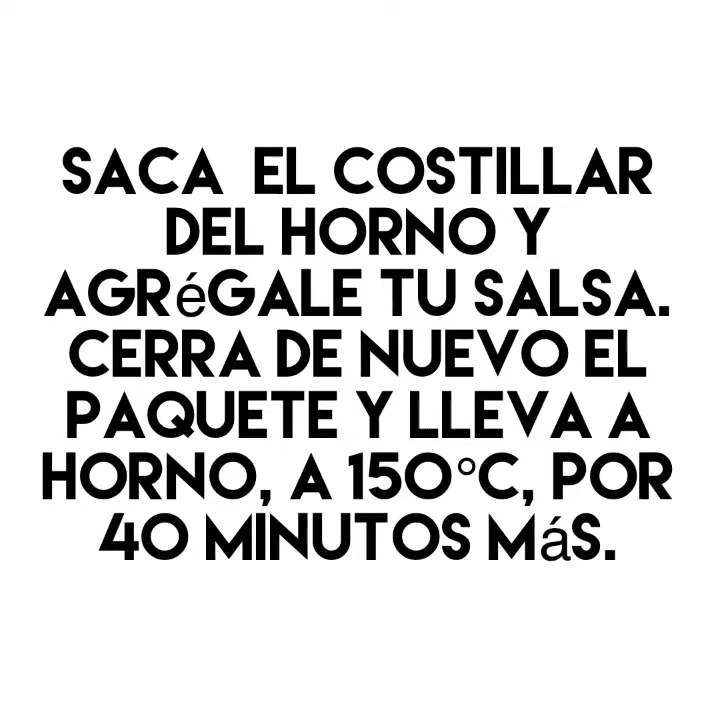 SACA  EL COSTILLAR
DEL HORNO Y
AGRéGALE TU SALSA.
CERRA DE NUEVO EL
PAQUETE Y LLEVA A
HORNO, A 150°C, POR
40 MINUTOS MáS.